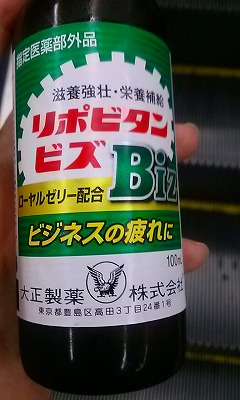 指定医薬部外品
滋養強壮・栄養補給
リポビタン
ビズ Biz
ローヤルゼリー配合
ビジネスの疲れに
100mL
大正製薬 株式会社
東京都豊島区高田3丁目24番1号